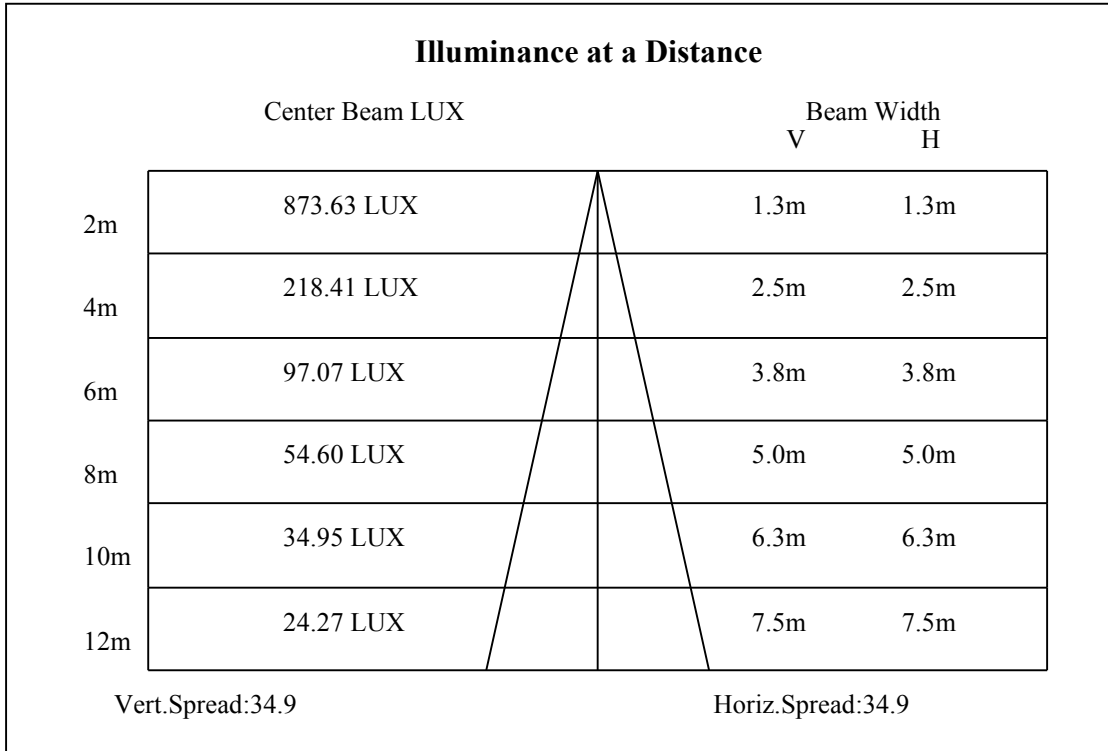 Illuminance at a Distance
Center Beam LUX Beam Width
V H
2m 873.63 LUX 1.3m 1.3m
4m 218.41 LUX 2.5m 2.5m
6m 97.07 LUX 3.8m 3.8m
8m 54.60 LUX 5.0m 5.0m
10m 34.95 LUX 6.3m 6.3m
12m 24.27 LUX 7.5m 7.5m
Vert.Spread:34.9 Horiz.Spread:34.9